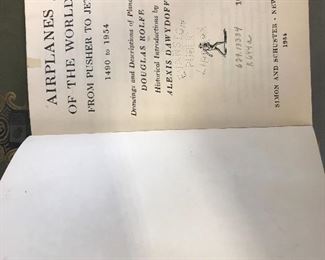 AIRPLANES
OF THE WORLD
FROM PUSHER TO JET
1490 to 1954
Drawings and Descriptions of Planes
DOUGLAS ROLFE
Historical Introductions by
ALEXIS DAWYDOFF
SIMON AND SCHUSTER - NEW
1954